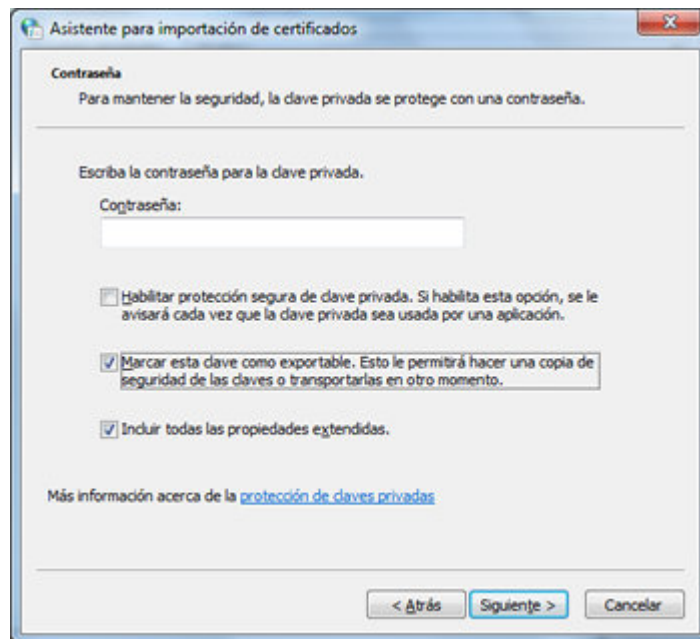 Asistente para importación de certificados
Contraseña
Para mantener la seguridad, la clave privada se protege con una contraseña.
Escriba la contraseña para la clave privada.
Contraseña:
Habilitar protección segura de clave privada. Si habilita esta opción, se le
avisará cada vez que la clave privada sea usada por una aplicación.
Marcar esta clave como exportable. Esto le permitirá hacer una copia de
seguridad de las claves o transportarlas en otro momento.
Incluir todas las propiedades extendidas.
Más información acerca de la protección de claves privadas
< Atrás Siguiente > Cancelar